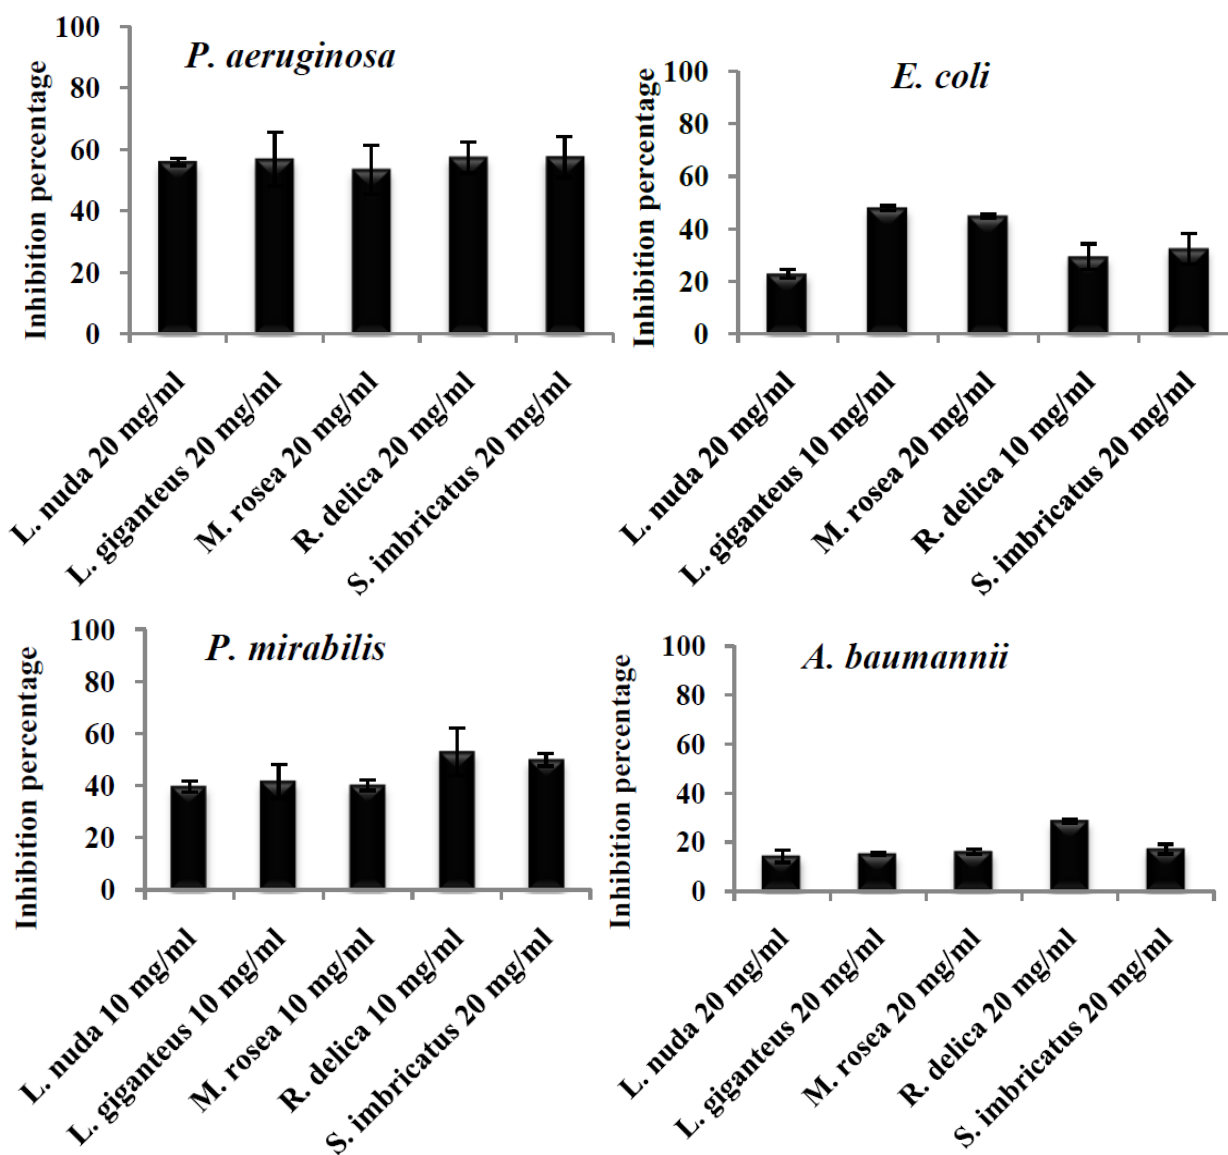 P. aeruginosa
Inhibition percentage
100
80
60
40
20
0
L. nuda 20 mg/ml
L. giganteus 20 mg/ml
M. rosea 20 mg/ml
R. delica 20 mg/ml
S. imbricatus 20 mg/ml
E. coli
Inhibition percentage
100
80
60
40
20
0
L. nuda 20 mg/ml
L. giganteus 10 mg/ml
M. rosea 20 mg/ml
R. delica 10 mg/ml
S. imbricatus 20 mg/ml
P. mirabilis
Inhibition percentage
100
80
60
40
20
0
L. nuda 10 mg/ml
L. giganteus 10 mg/ml
M. rosea 10 mg/ml
R. delica 10 mg/ml
S. imbricatus 20 mg/ml
A. baumannii
Inhibition percentage
100
80
60
40
20
0
L. nuda 20 mg/ml
L. giganteus 20 mg/ml
M. rosea 20 mg/ml
R. delica 20 mg/ml
S. imbricatus 20 mg/ml